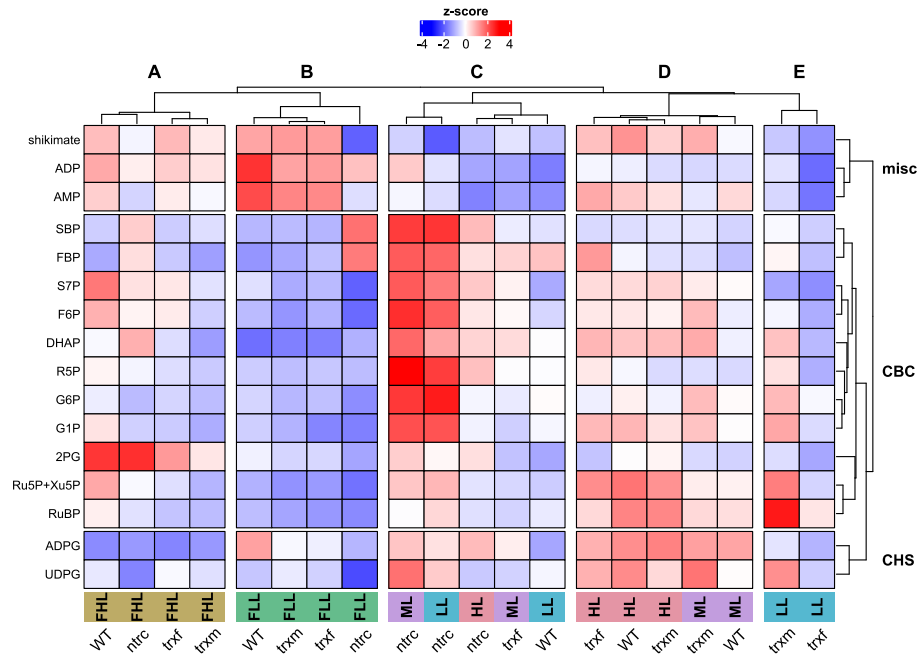 z-score
-4 -2 0 2 4
A B C D E
shikimate
ADP
AMP
misc
SBP
FBP
S7P
F6P
DHAP
R5P
G6P
G1P
2PG
Ru5P+Xu5P
RuBP
CBC
ADPG
UDPG
CHS
FHL FHL FHL FHL FLL FLL FLL FLL ML LL HL ML LL HL HL HL ML ML LL LL
WT ntrc trxf trxm WT trxm trxf ntrc ntrc ntrc ntrc trxf WT trxf WT trxm trxm WT trxm trxf